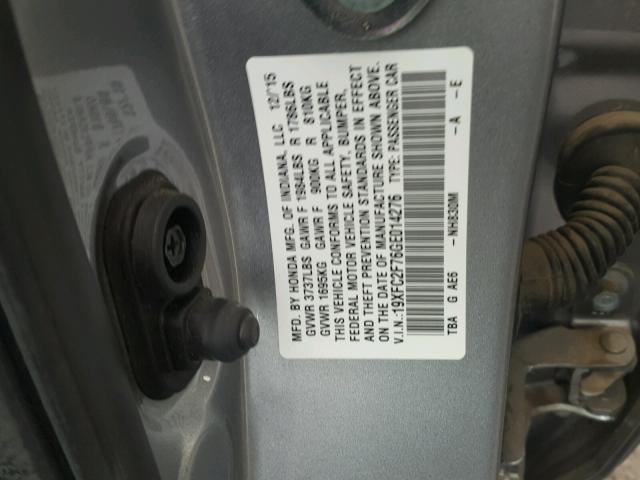 MFD. BY HONDA MFG. OF INDIANA, LLC 12/'15
GVWR 3737LBS GAWR F 1984LBS R 1786LBS
GVWR 1695KG GAWR F 900KG R 810KG
THIS VEHICLE CONFORMS TO ALL APPLICABLE
FEDERAL MOTOR VEHICLE SAFETY, BUMPER,
AND THEFT PREVENTION STANDARDS IN EFFECT
ON THE DATE OF MANUFACTURE SHOWN ABOVE.
V.I.N.:19XFC2F76GE014276 TYPE:PASSENGER CAR
TBA G AE6 -NH830M -A -E